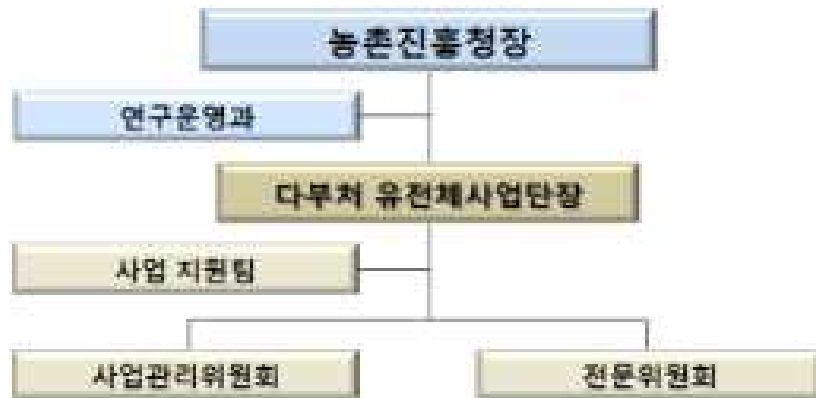 농촌진흥청장
연구운영과
다부처 유전체사업단장
사업 지원팀
사업관리위원회
전문위원회